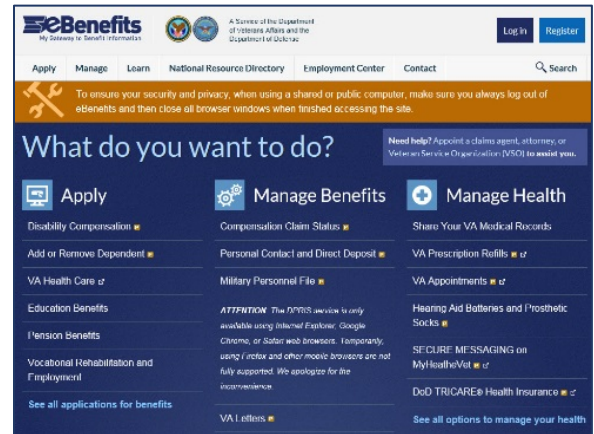 eBenefits
My Gateway to Benefit Information
A Service of the Department
of Veterans Affairs and the
Department of Defense
Log in
Register
Apply
Manage
Learn
National Resource Directory
Employment Center
Contact
Search
To ensure your security and privacy, when using a shared or public computer, make sure you always log out of
eBenefits and then close all browser windows when finished accessing the site.
What do you want to do?
Need help? Appoint a claims agent, attorney, or
Veteran Service Organization (VSO) to assist you.
Apply
Disability Compensation
Add or Remove Dependent
VA Health Care
Education Benefits
Pension Benefits
Vocational Rehabilitation and
Employment
See all applications for benefits
Manage Benefits
Compensation Claim Status
Personal Contact and Direct Deposit
Military Personnel File
ATTENTION: The DPRIS service is only
available using Internet Explorer, Google
Chrome, or Safari web browsers. Temporarily,
using Firefox and other mobile browsers are not
fully supported. We apologize for the
inconvenience.
VA Letters
Manage Health
Share Your VA Medical Records
VA Prescription Refills
VA Appointments
Hearing Aid Batteries and Prosthetic
Socks
SECURE MESSAGING on
MyHeatheVet
DoD TRICARE® Health Insurance
See all options to manage your health